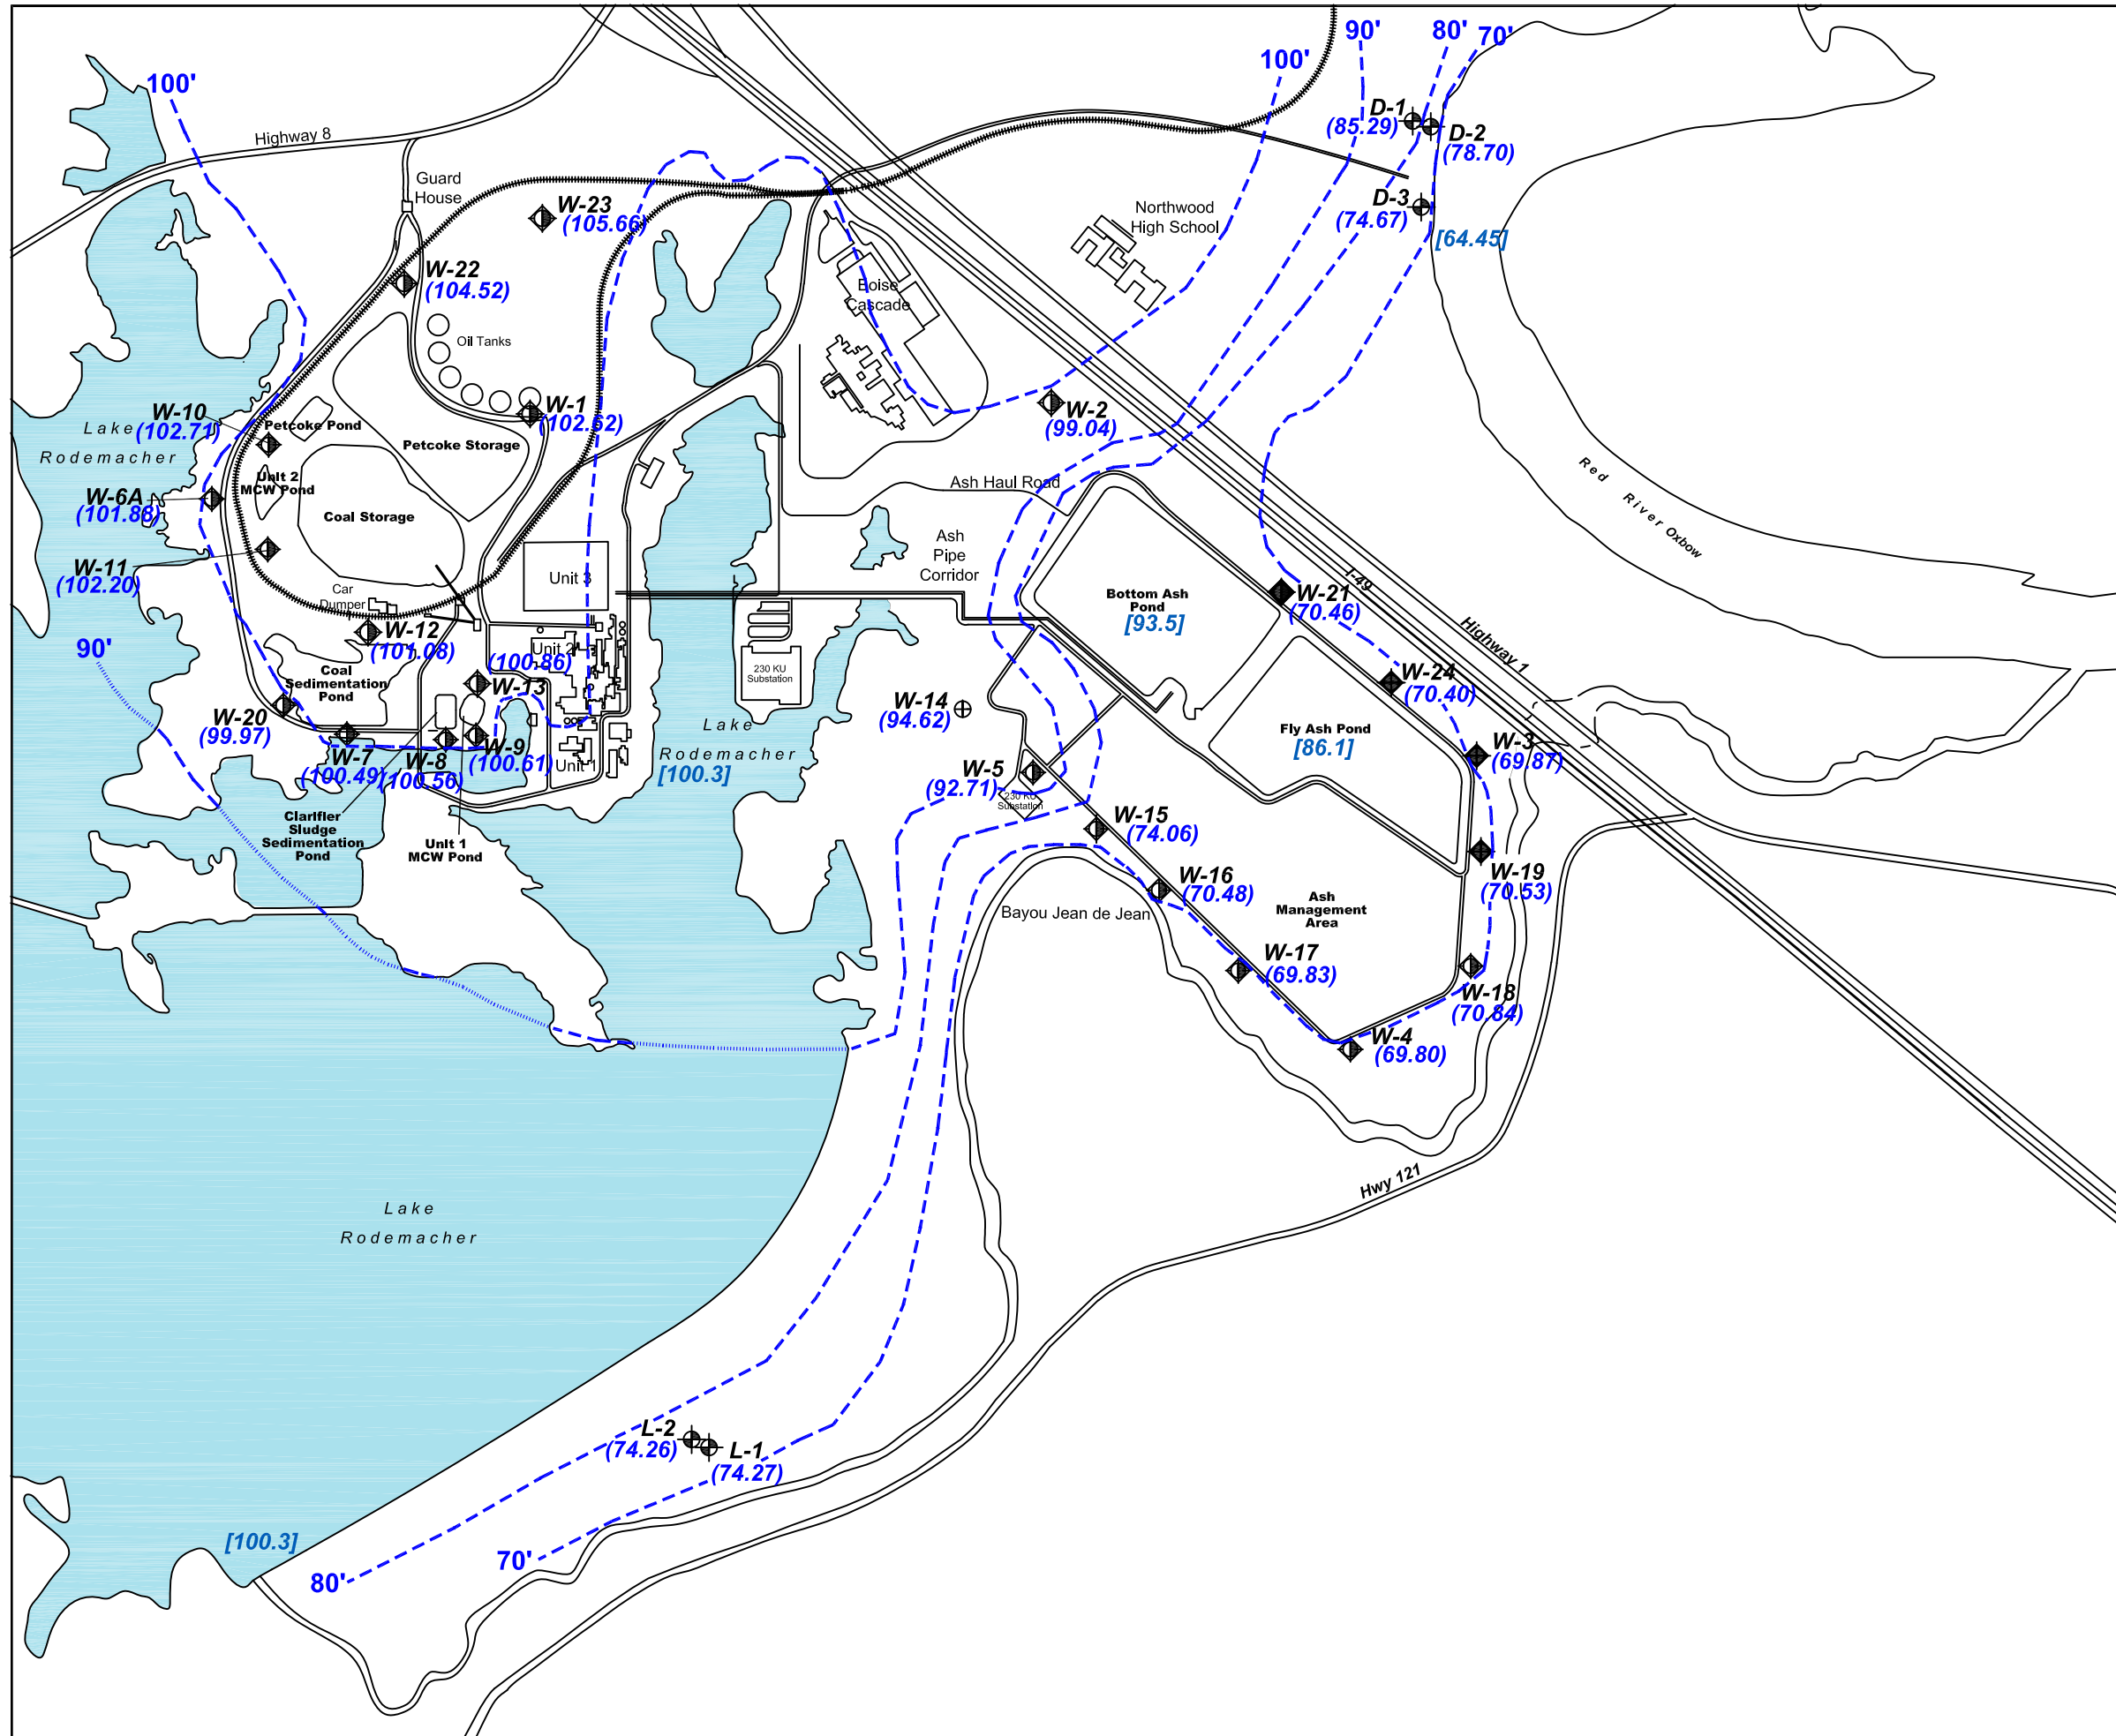 90'
80'
70'
100'
100'
D-1
(85.29)
D-2
(78.70)
Highway 8
Guard
House
W-23
(105.66)
D-3
(74.67)
[64.45]
Northwood
High School
W-22
(104.52)
Boise
Cascade
Oil Tanks
W-10
(102.71)
Lake
Rodemacher
Petcoke Pond
W-1
(102.62)
Petcoke Storage
W-2
(99.04)
Unit 2
MCW Pond
W-6A
(101.88)
Coal Storage
Ash Haul Road
Red River Oxbow
W-11
(102.20)
Unit 3
Ash
Pipe
Corridor
Car
Dumper
Bottom Ash
Pond
[93.5]
W-21
(70.46)
I-49
Highway 1
90'
W-12
(101.08)
Unit 2
(100.86)
W-13
Coal
Sedimentation
Pond
230 KU
Substation
W-24
(70.40)
W-20
(99.97)
W-14
(94.62)
Fly Ash Pond
[86.1]
W-3
(69.87)
Lake
Rodemacher
[100.3]
W-7
(100.49)
W-8
(100.56)
W-9
(100.61)
Unit 1
W-5
(92.71)
230 KU
Substation
Clarifier
Sludge
Sedimentation
Pond
Unit 1
MCW Pond
W-15
(74.06)
W-19
(70.53)
W-16
(70.48)
Ash
Management
Area
Bayou Jean de Jean
W-17
(69.83)
W-18
(70.84)
W-4
(69.80)
Hwy 121
Lake
Rodemacher
L-2
(74.26)
L-1
(74.27)
[100.3]
80'
70'